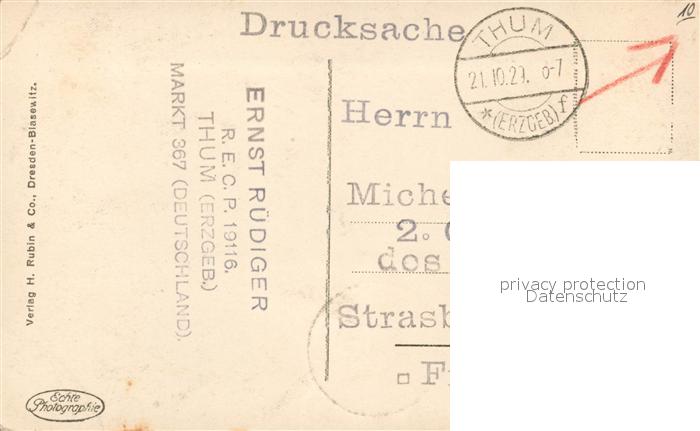 10
Drucksache
THUM
21.10.29. 6-7
*(ERZGEB) f
Herrn
Miche
2.
des
Strasb
ERNST RÜDIGER
R. E. C. P. 19116.
THUM (ERZGEB.)
MARKT 367 (DEUTSCHLAND).
Verlag H. Rubin & Co., Dresden-Blasewitz.
Echte
Photographie
privacy protection
Datenschutz